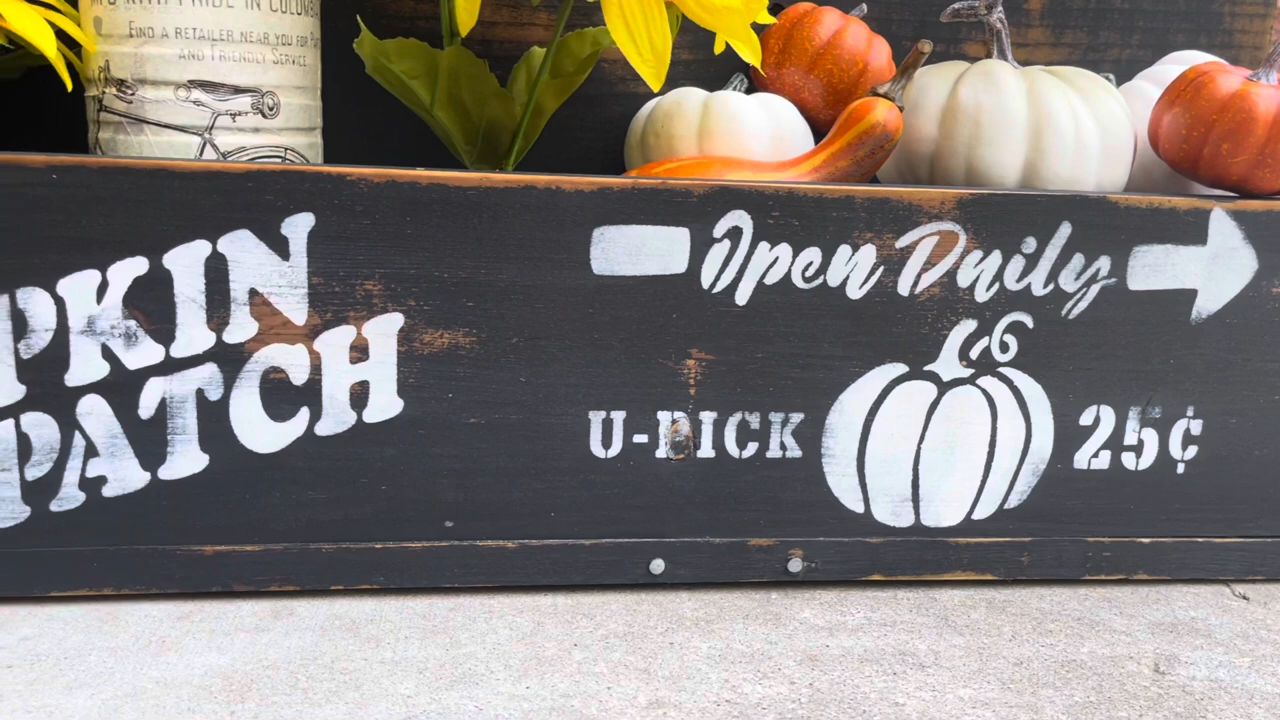 FIND A RETAILER NEAR YOU FOR
AND FRIENDLY SERVICE
PKIN
PATCH
Open Daily
U-PICK
25¢